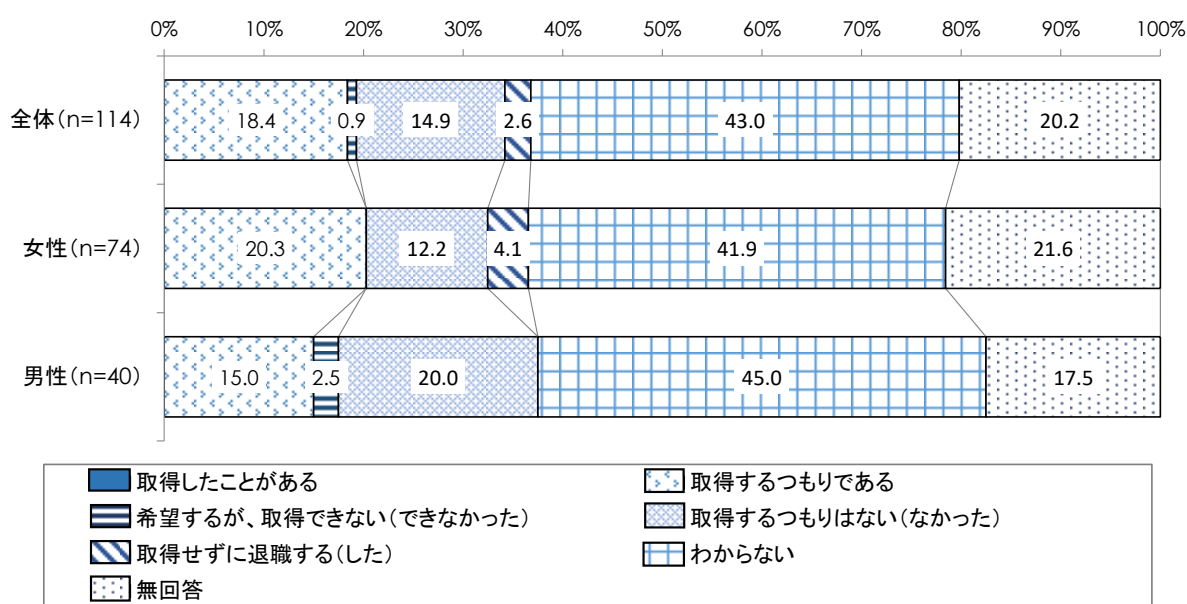 0% 10% 20% 30% 40% 50% 60% 70% 80% 90% 100%
全体(n=114) 18.4 0.9 14.9 2.6 43.0 20.2
女性(n=74) 20.3 12.2 4.1 41.9 21.6
男性(n=40) 15.0 2.5 20.0 45.0 17.5
取得したことがある 取得するつもりである
希望するが、取得できない(できなかった) 取得するつもりはない(なかった)
取得せずに退職する(した) わからない
無回答